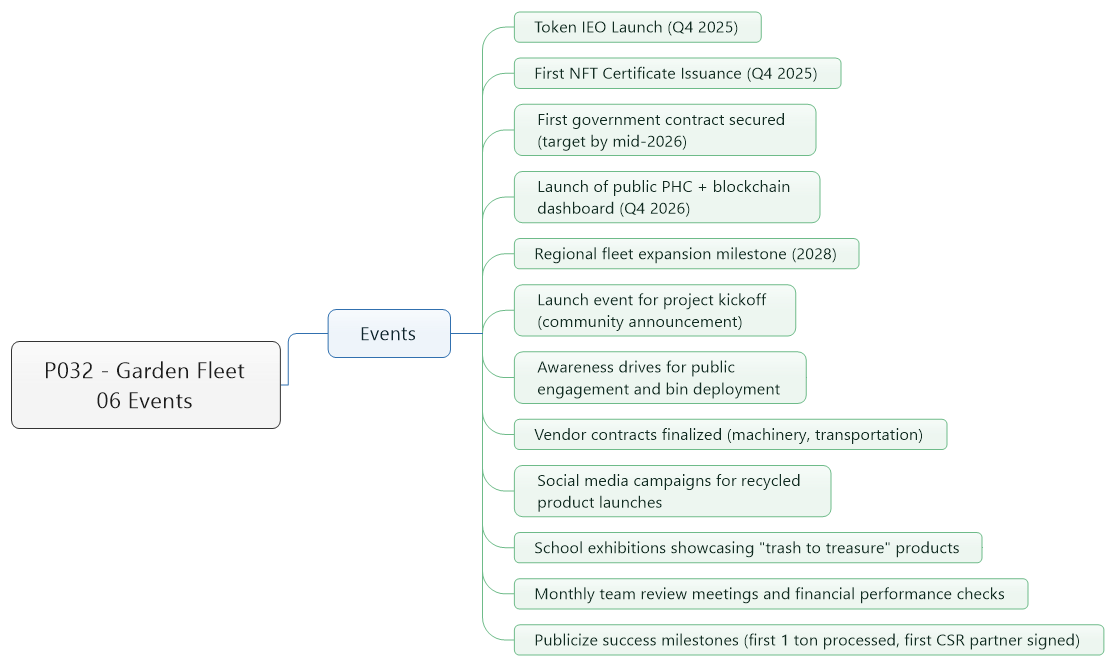 P032 - Garden Fleet
06 Events
Events
Token IEO Launch (Q4 2025)
First NFT Certificate Issuance (Q4 2025)
First government contract secured
(target by mid-2026)
Launch of public PHC + blockchain
dashboard (Q4 2026)
Regional fleet expansion milestone (2028)
Launch event for project kickoff
(community announcement)
Awareness drives for public
engagement and bin deployment
Vendor contracts finalized (machinery, transportation)
Social media campaigns for recycled
product launches
School exhibitions showcasing "trash to treasure" products
Monthly team review meetings and financial performance checks
Publicize success milestones (first 1 ton processed, first CSR partner signed)